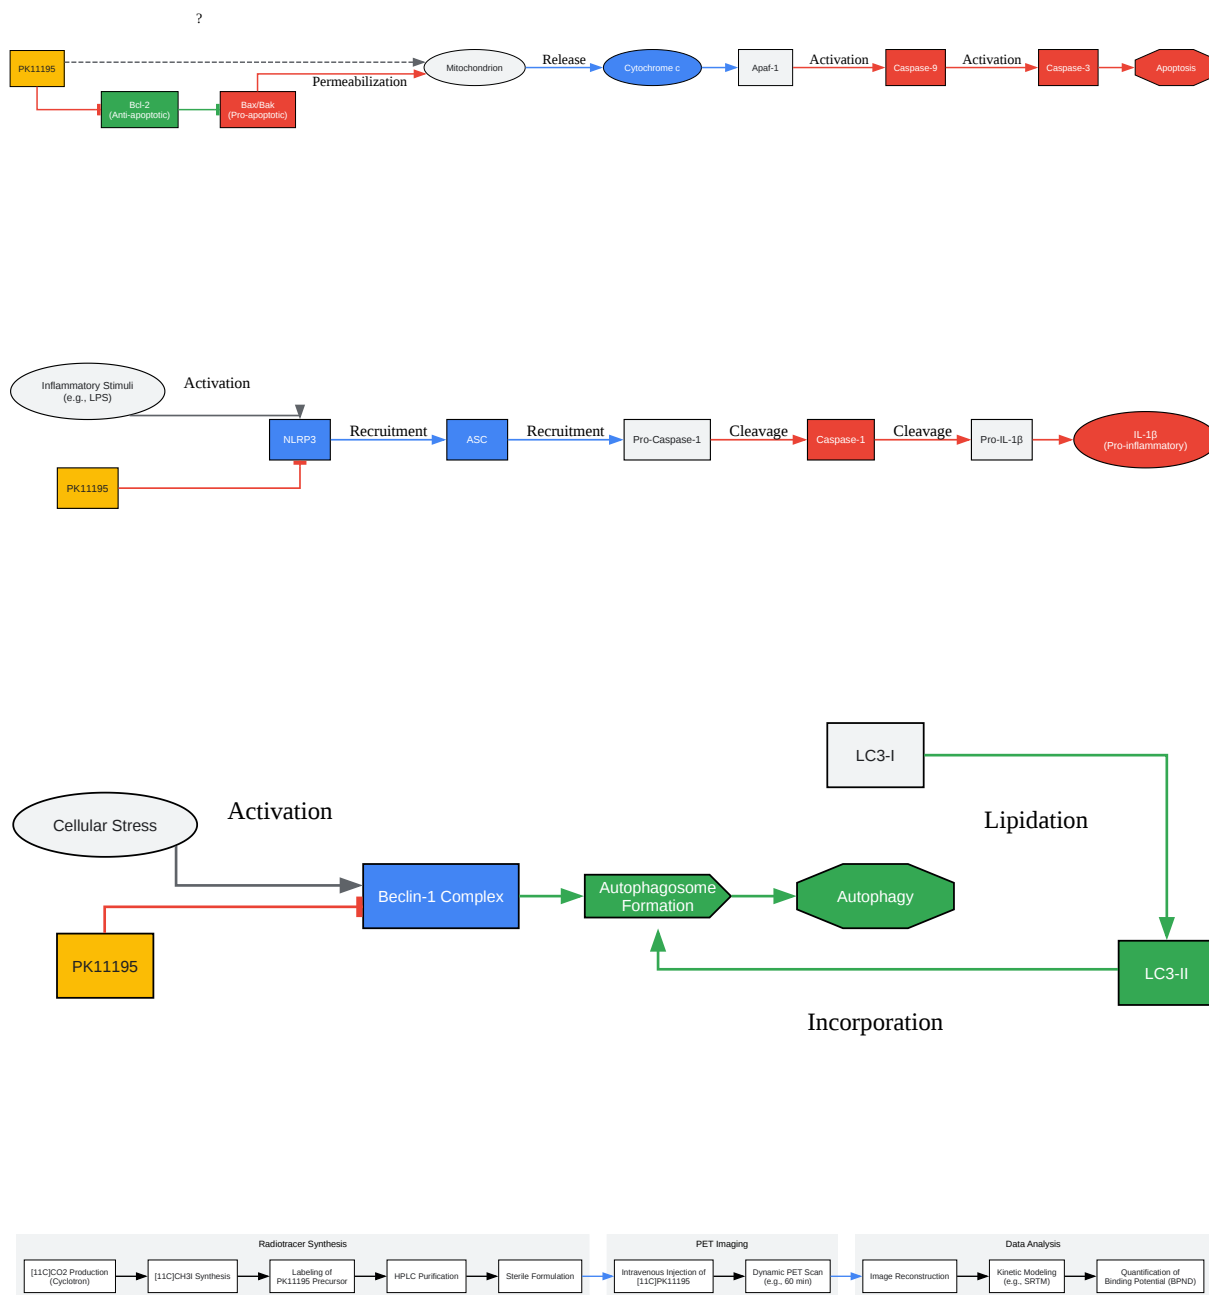 ?
PK11195
Bcl-2
(Anti-apoptotic)
Bax/Bak
(Pro-apoptotic)
Permeabilization
Mitochondrion
Release
Cytochrome c
Apaf-1
Activation
Caspase-9
Activation
Caspase-3
Apoptosis
Inflammatory Stimuli
(e.g., LPS)
Activation
PK11195
NLRP3
Recruitment
ASC
Recruitment
Pro-Caspase-1
Cleavage
Caspase-1
Cleavage
Pro-IL-1β
IL-1β
(Pro-inflammatory)
LC3-I
Lipidation
Cellular Stress
Activation
PK11195
Beclin-1 Complex
Autophagosome
Formation
Autophagy
LC3-II
Incorporation
Radiotracer Synthesis
[11C]CO2 Production
(Cyclotron)
[11C]CH3I Synthesis
Labeling of
PK11195 Precursor
HPLC Purification
Sterile Formulation
PET Imaging
Intravenous Injection of
[11C]PK11195
Dynamic PET Scan
(e.g., 60 min)
Data Analysis
Image Reconstruction
Kinetic Modeling
(e.g., SRTM)
Quantification of
Binding Potential (BPND)